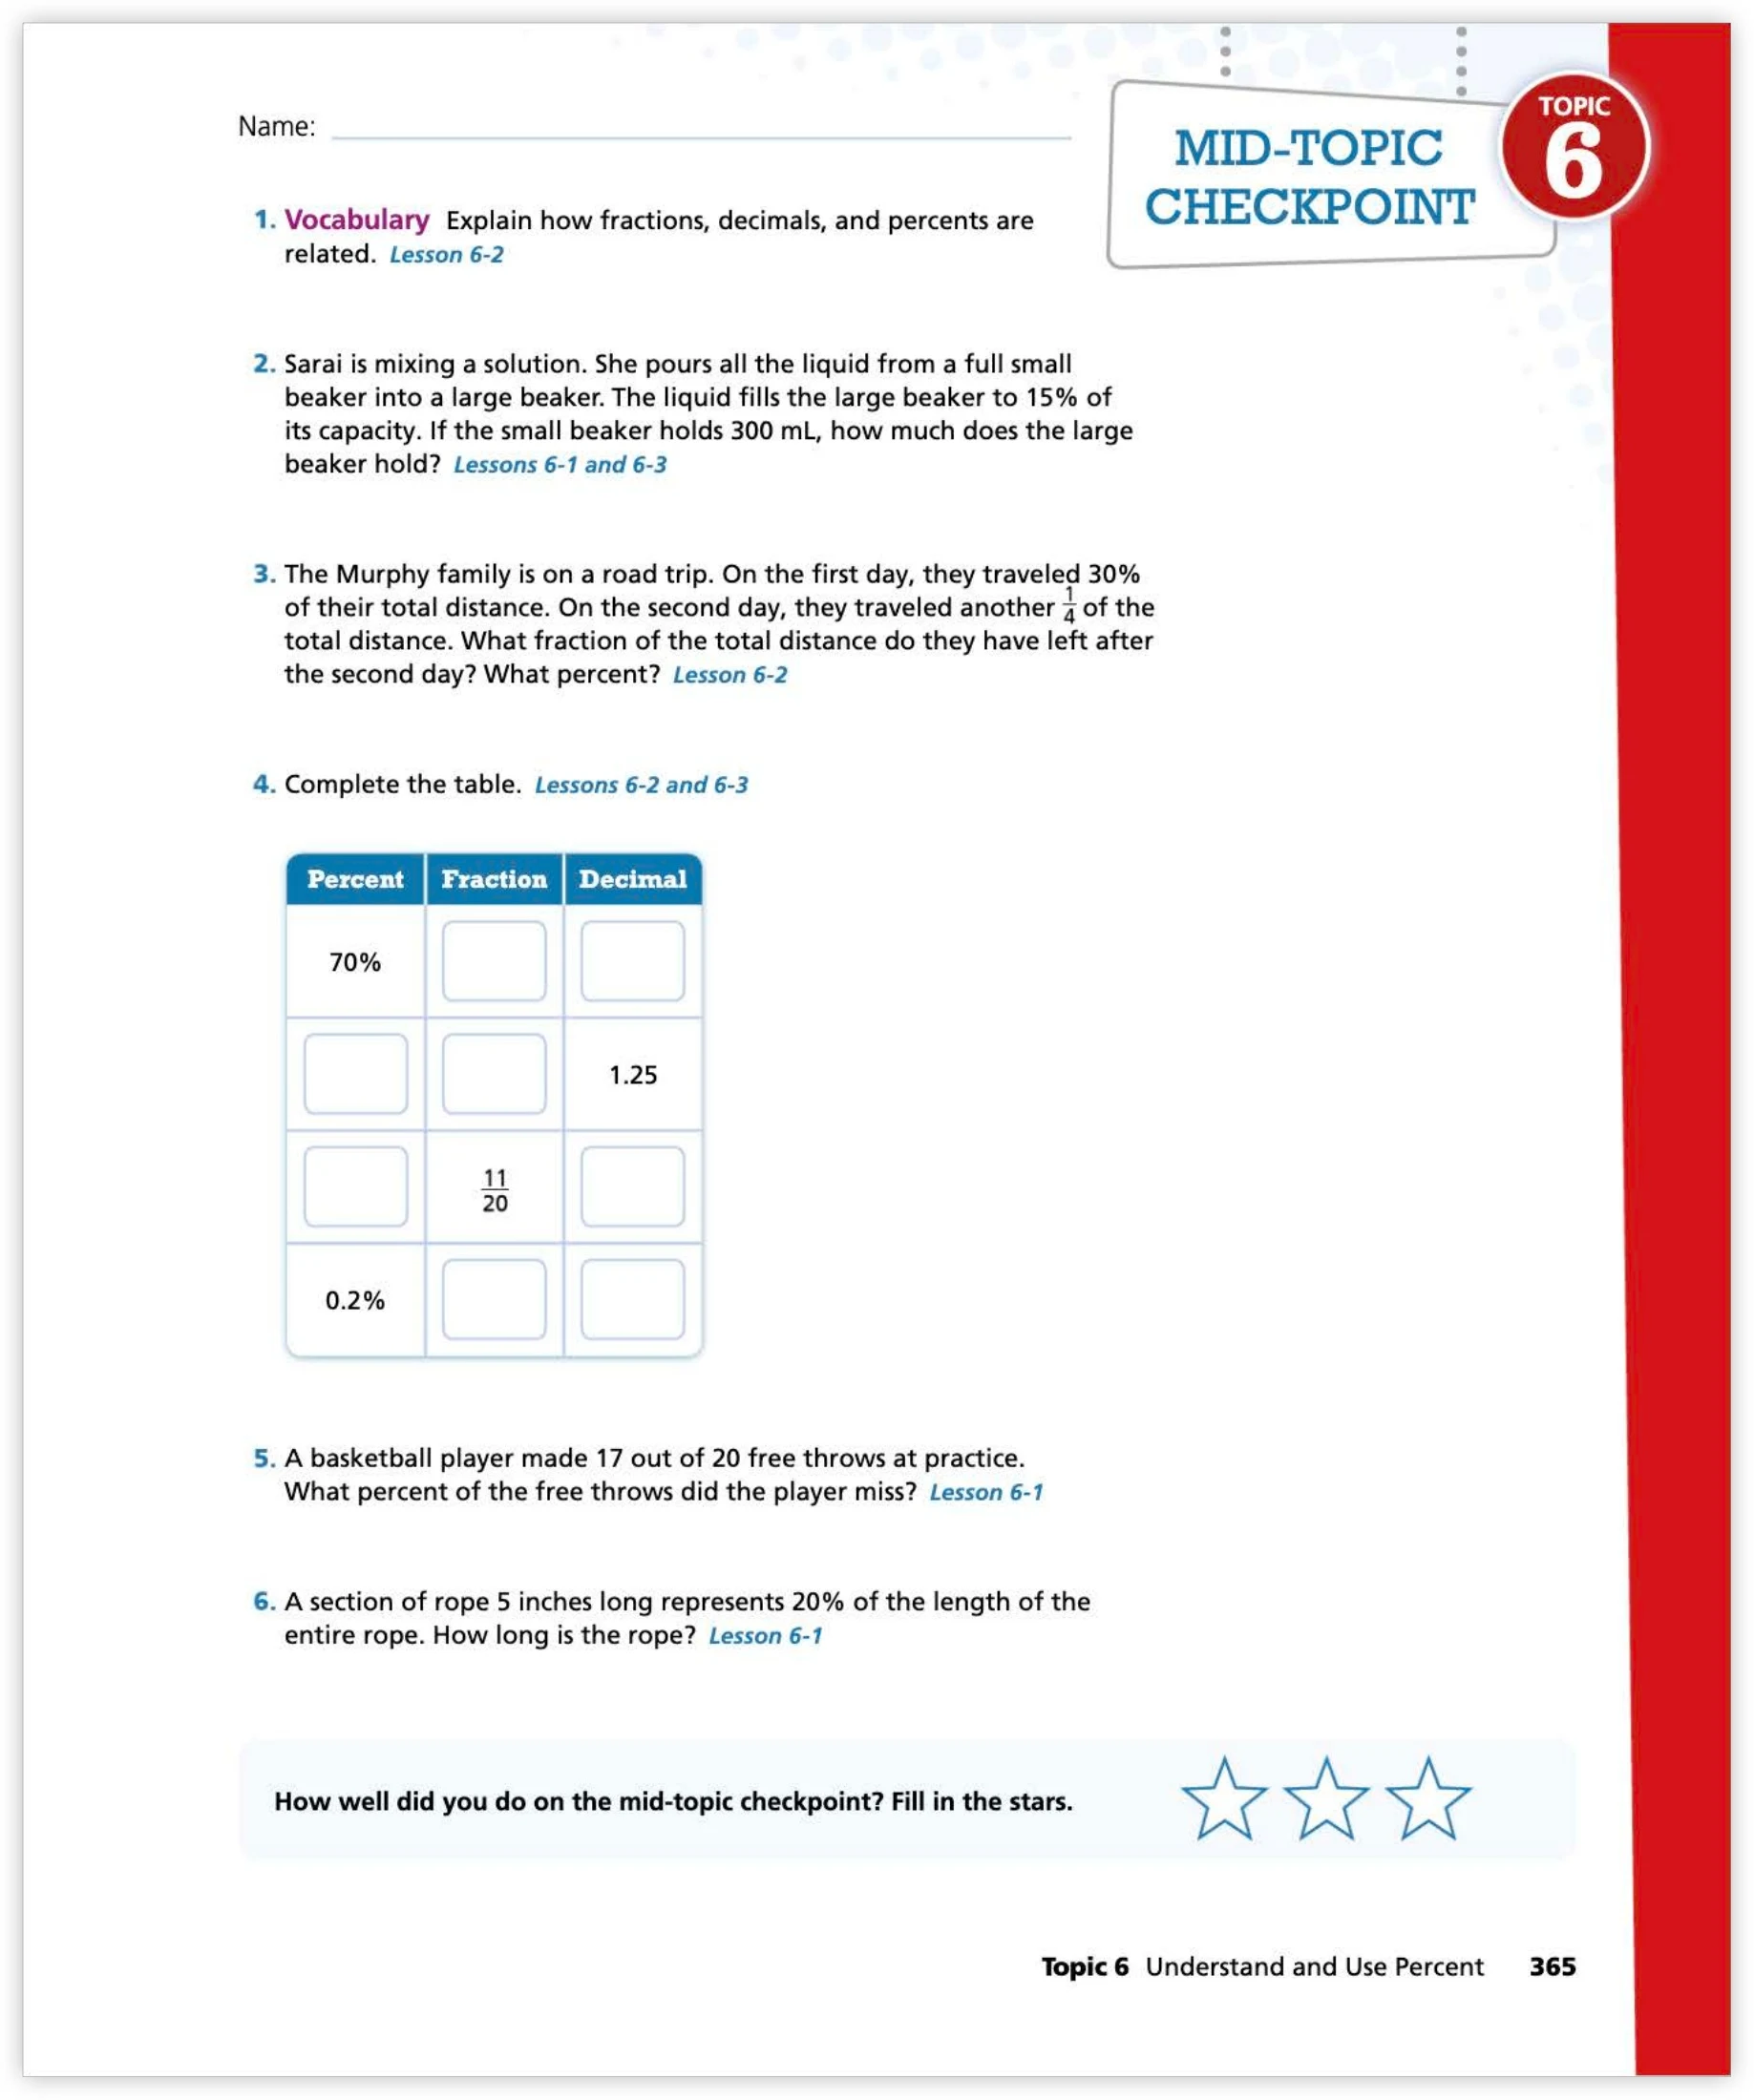 Name:
MID-TOPIC
CHECKPOINT
TOPIC
6
1. Vocabulary Explain how fractions, decimals, and percents are
related. Lesson 6-2
2. Sarai is mixing a solution. She pours all the liquid from a full small
beaker into a large beaker. The liquid fills the large beaker to 15% of
its capacity. If the small beaker holds 300 mL, how much does the large
beaker hold? Lessons 6-1 and 6-3
3. The Murphy family is on a road trip. On the first day, they traveled 30%
of their total distance. On the second day, they traveled another 1/4 of the
total distance. What fraction of the total distance do they have left after
the second day? What percent? Lesson 6-2
4. Complete the table. Lessons 6-2 and 6-3
Percent Fraction Decimal
70%
1.25
11/20
0.2%
5. A basketball player made 17 out of 20 free throws at practice.
What percent of the free throws did the player miss? Lesson 6-1
6. A section of rope 5 inches long represents 20% of the length of the
entire rope. How long is the rope? Lesson 6-1
How well did you do on the mid-topic checkpoint? Fill in the stars.
Topic 6 Understand and Use Percent 365